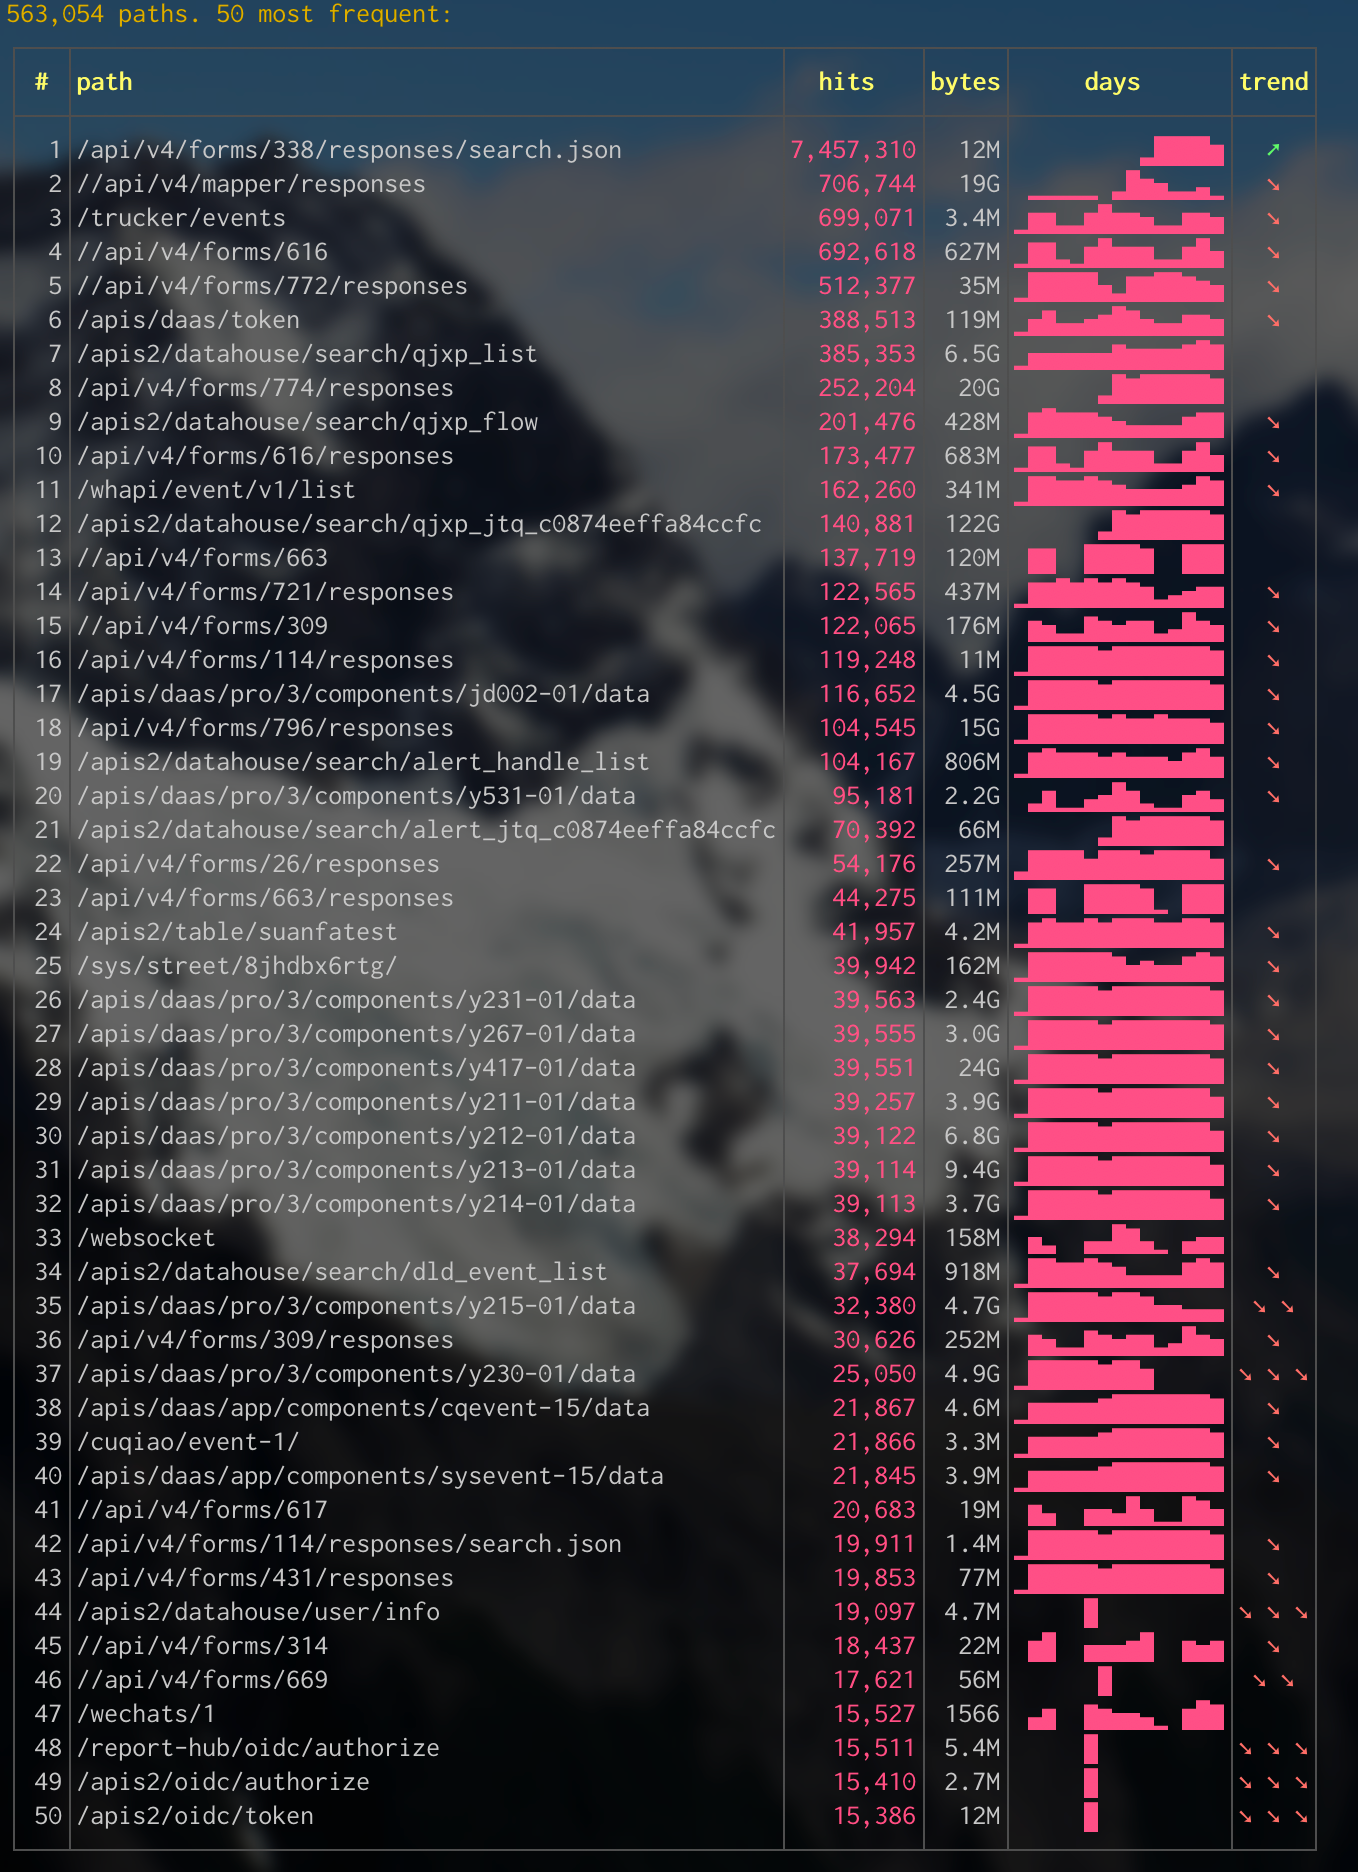 563,054 paths. 50 most frequent:
# path hits bytes days trend
1 /api/v4/forms/338/responses/search.json 7,457,310 12M ↗
2 //api/v4/mapper/responses 706,744 19G ↘
3 /trucker/events 699,071 3.4M ↘
4 //api/v4/forms/616 692,618 627M ↘
5 //api/v4/forms/772/responses 512,377 35M ↘
6 /apis/daas/token 388,513 119M ↘
7 /apis2/datahouse/search/qjxp_list 385,353 6.5G
8 /api/v4/forms/774/responses 252,204 20G
9 /apis2/datahouse/search/qjxp_flow 201,476 428M ↘
10 /api/v4/forms/616/responses 173,477 683M ↘
11 /whapi/event/v1/list 162,260 341M ↘
12 /apis2/datahouse/search/qjxp_jtq_c0874eeffa84ccfc 140,881 122G
13 //api/v4/forms/663 137,719 120M
14 /api/v4/forms/721/responses 122,565 437M ↘
15 //api/v4/forms/309 122,065 176M ↘
16 /api/v4/forms/114/responses 119,248 11M ↘
17 /apis/daas/pro/3/components/jd002-01/data 116,652 4.5G ↘
18 /api/v4/forms/796/responses 104,545 15G ↘
19 /apis2/datahouse/search/alert_handle_list 104,167 806M ↘
20 /apis/daas/pro/3/components/y531-01/data 95,181 2.2G ↘
21 /apis2/datahouse/search/alert_jtq_c0874eeffa84ccfc 70,392 66M
22 /api/v4/forms/26/responses 54,176 257M ↘
23 /api/v4/forms/663/responses 44,275 111M
24 /apis2/table/suanfatest 41,957 4.2M ↘
25 /sys/street/8jhdbx6rtg/ 39,942 162M ↘
26 /apis/daas/pro/3/components/y231-01/data 39,563 2.4G ↘
27 /apis/daas/pro/3/components/y267-01/data 39,555 3.0G ↘
28 /apis/daas/pro/3/components/y417-01/data 39,551 24G ↘
29 /apis/daas/pro/3/components/y211-01/data 39,257 3.9G ↘
30 /apis/daas/pro/3/components/y212-01/data 39,122 6.8G ↘
31 /apis/daas/pro/3/components/y213-01/data 39,114 9.4G ↘
32 /apis/daas/pro/3/components/y214-01/data 39,113 3.7G ↘
33 /websocket 38,294 158M
34 /apis2/datahouse/search/dld_event_list 37,694 918M ↘
35 /apis/daas/pro/3/components/y215-01/data 32,380 4.7G ↘ ↘
36 /api/v4/forms/309/responses 30,626 252M ↘
37 /apis/daas/pro/3/components/y230-01/data 25,050 4.9G ↘ ↘ ↘
38 /apis/daas/app/components/cqevent-15/data 21,867 4.6M ↘
39 /cuqiao/event-1/ 21,866 3.3M ↘
40 /apis/daas/app/components/sysevent-15/data 21,845 3.9M ↘
41 //api/v4/forms/617 20,683 19M
42 /api/v4/forms/114/responses/search.json 19,911 1.4M ↘
43 /api/v4/forms/431/responses 19,853 77M ↘
44 /apis2/datahouse/user/info 19,097 4.7M ↘ ↘ ↘
45 //api/v4/forms/314 18,437 22M ↘
46 //api/v4/forms/669 17,621 56M ↘ ↘
47 /wechats/1 15,527 1566
48 /report-hub/oidc/authorize 15,511 5.4M ↘ ↘ ↘
49 /apis2/oidc/authorize 15,410 2.7M ↘ ↘ ↘
50 /apis2/oidc/token 15,386 12M ↘ ↘ ↘